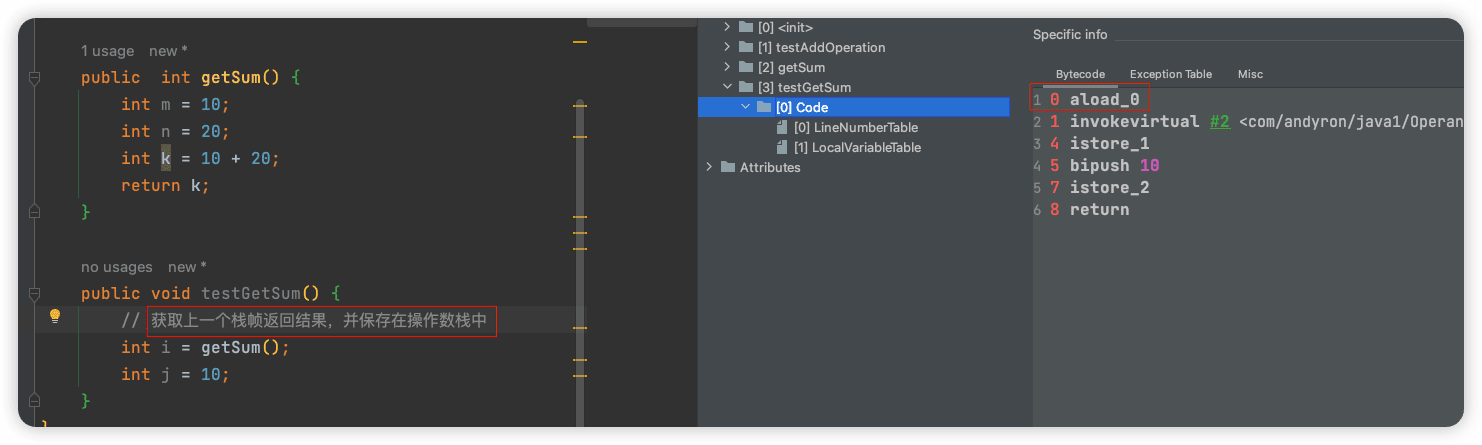 1 usage   new *
public  int getSum() {
int m = 10;
int n = 20;
int k = 10 + 20;
return k;
}
no usages   new *
public void testGetSum() {
// 获取上一个栈帧返回结果，并保存在操作数栈中
int i = getSum();
int j = 10;
}
}
[0] <init>
[1] testAddOperation
[2] getSum
[3] testGetSum
[0] Code
[0] LineNumberTable
[1] LocalVariableTable
Attributes
Specific info
Bytecode   Exception Table   Misc
1 0 aload_0
2 1 invokevirtual #2 <com/andyron/java1/Operan
3 4 istore_1
4 5 bipush 10
5 7 istore_2
6 8 return